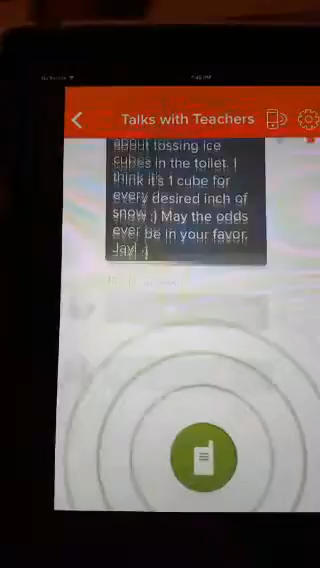 Talks with Teachers
about tossing ice
cubes in the toilet. I
think it's 1 cube for
every desired inch of
snow :) May the odds
ever be in your favor,
Jay! :)